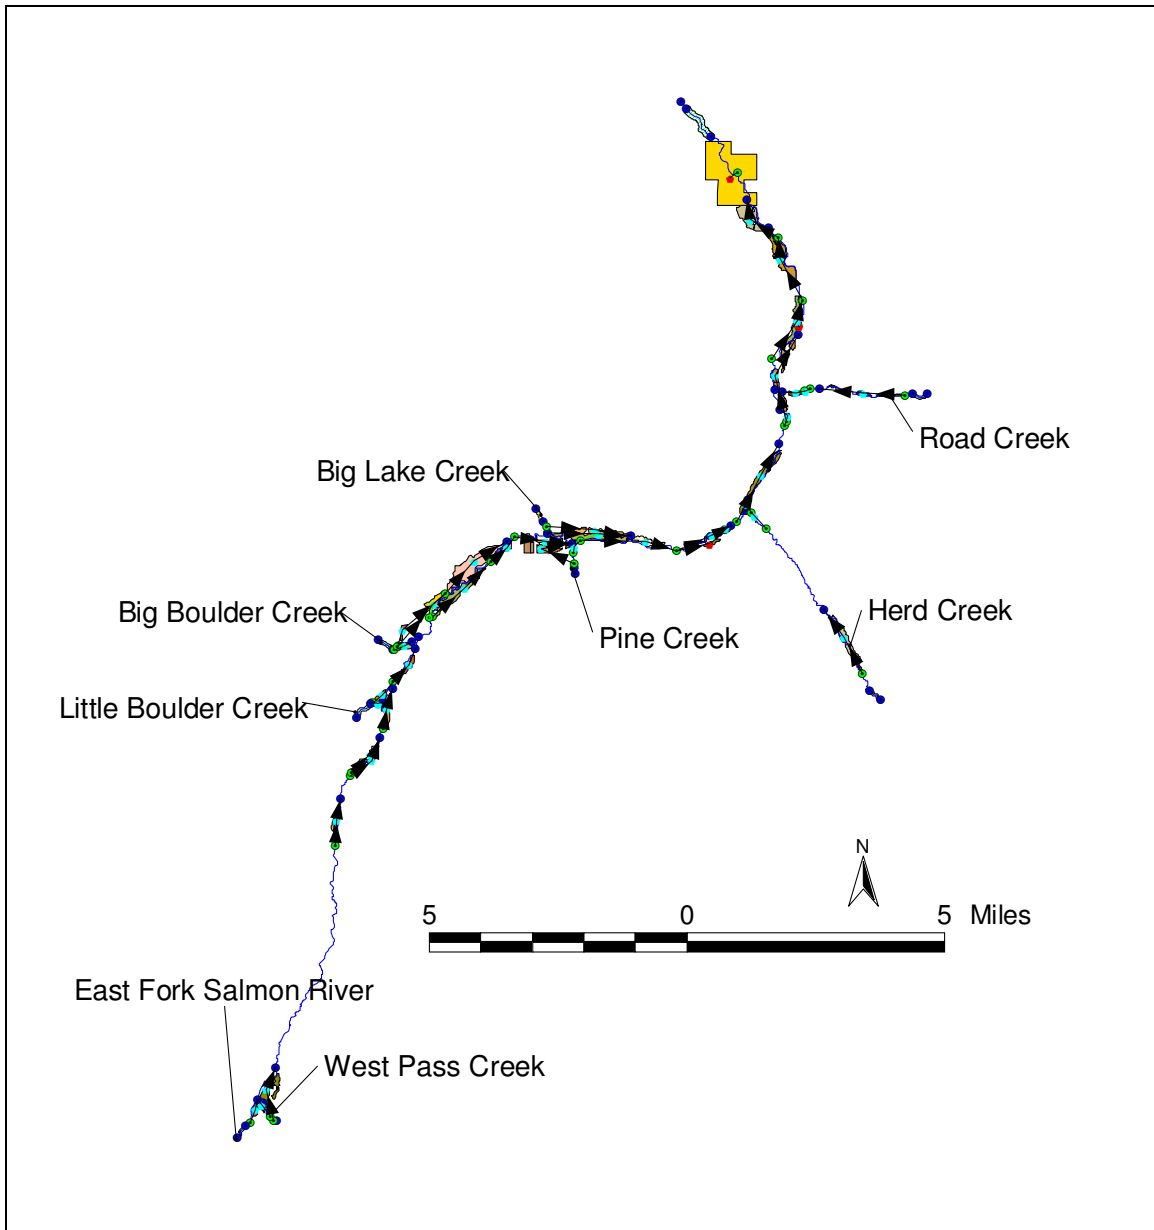 Road Creek
Big Lake Creek
Big Boulder Creek
Herd Creek
Pine Creek
Little Boulder Creek
N
5 0 5 Miles
East Fork Salmon River
West Pass Creek